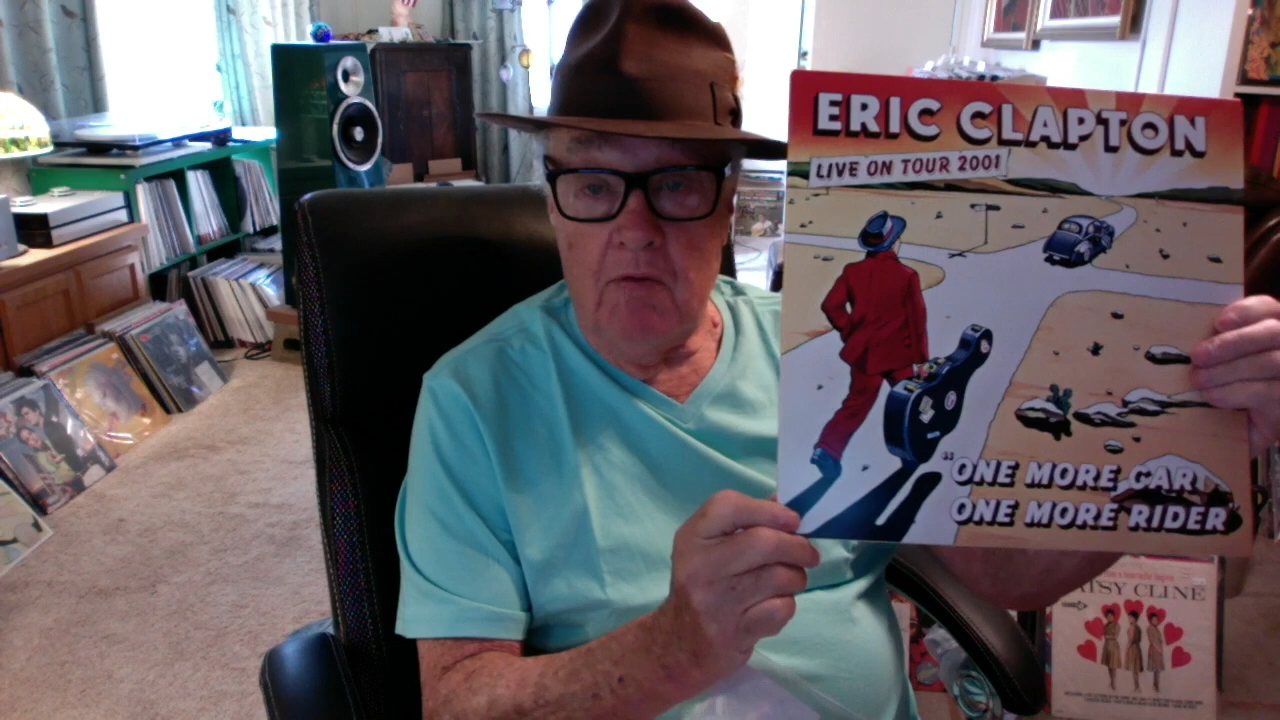 ERIC CLAPTON
LIVE ON TOUR 2001
"ONE MORE CAR,
ONE MORE RIDER
PATSY CLINE